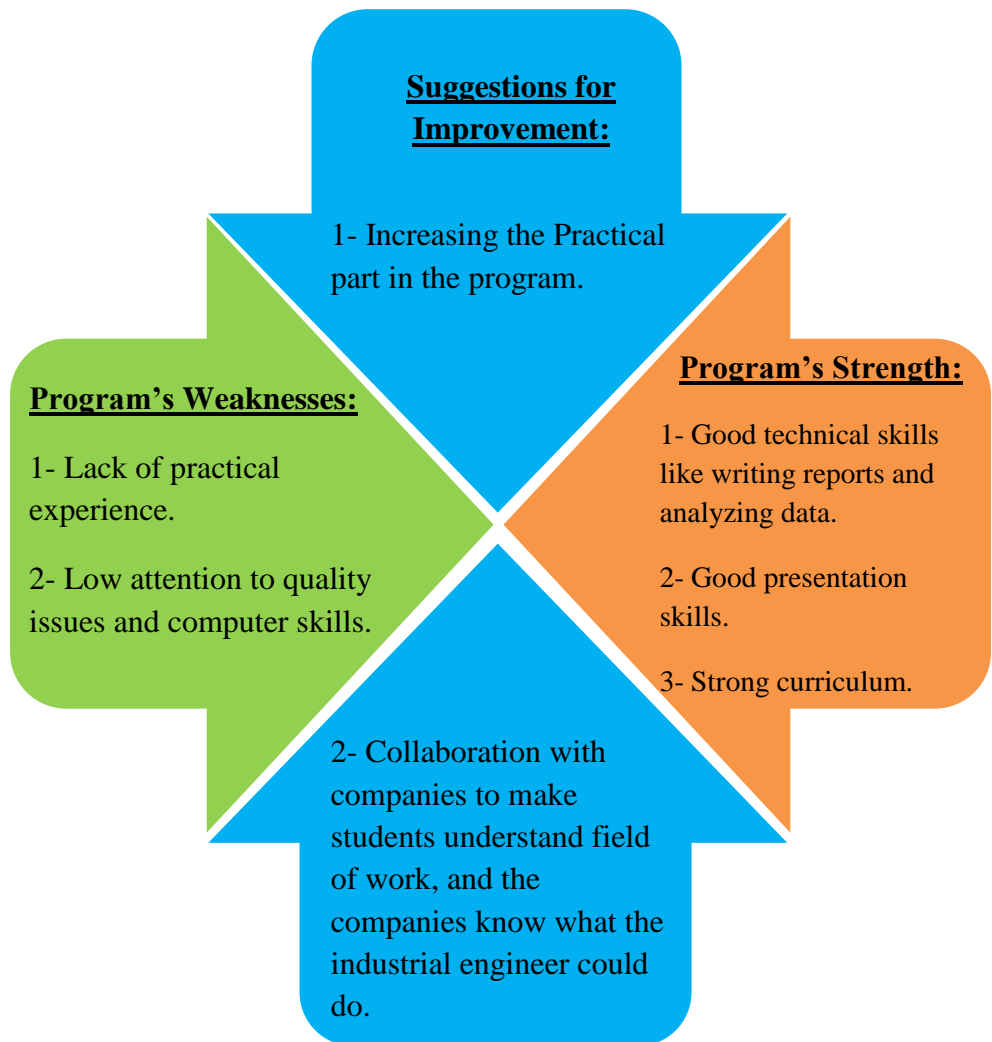 Suggestions for
Improvement:
1- Increasing the Practical
part in the program.
Program’s Weaknesses:
1- Lack of practical
experience.
2- Low attention to quality
issues and computer skills.
Program’s Strength:
1- Good technical skills
like writing reports and
analyzing data.
2- Good presentation
skills.
3- Strong curriculum.
2- Collaboration with
companies to make
students understand field
of work, and the
companies know what the
industrial engineer could
do.